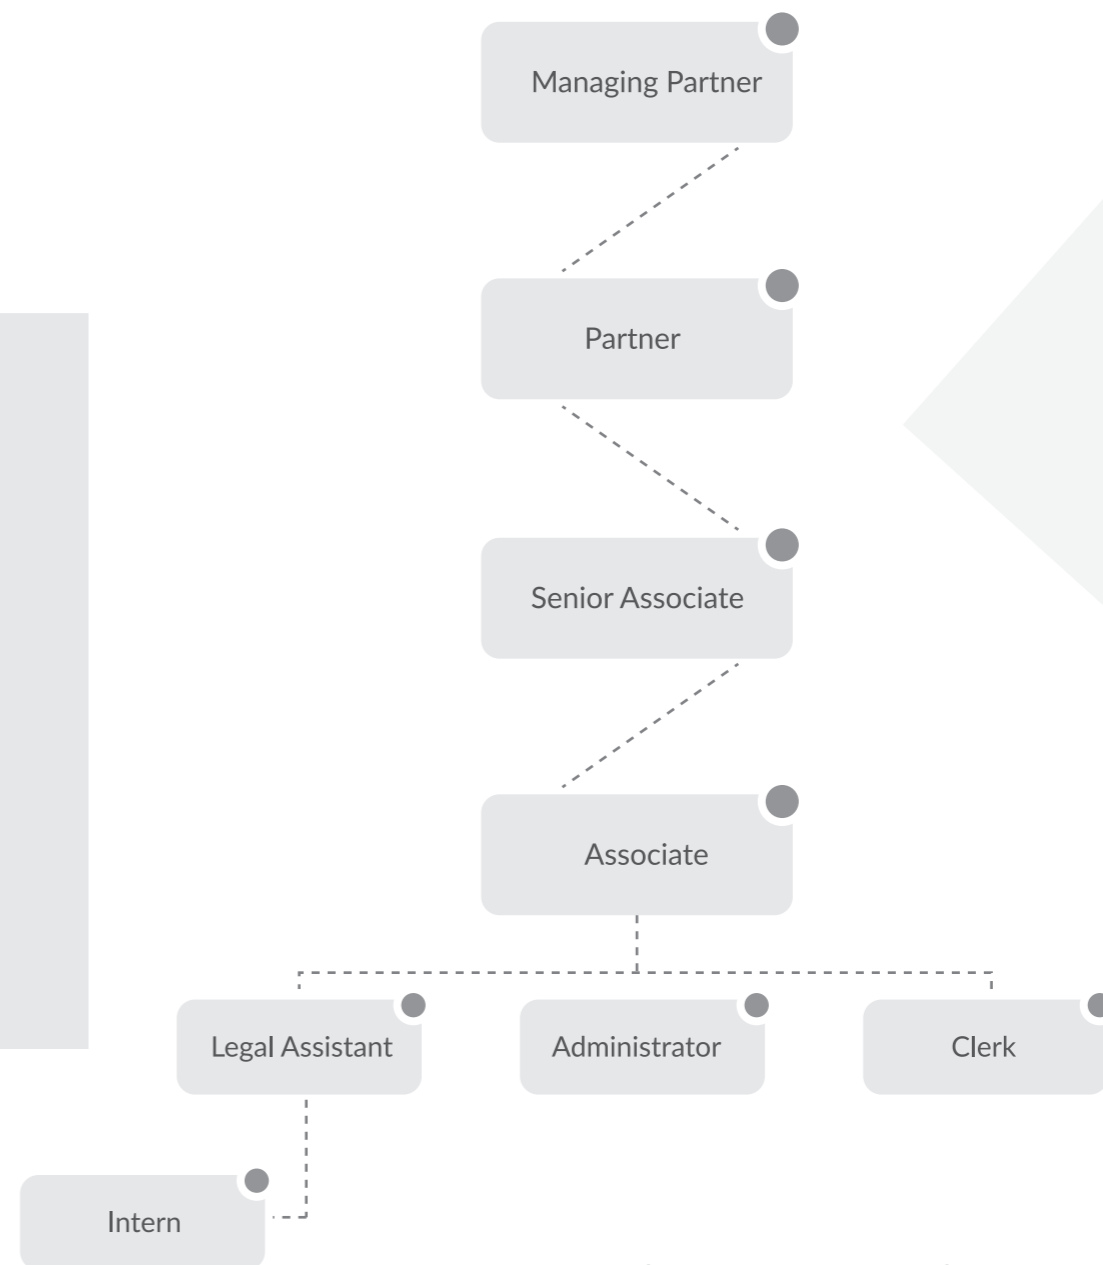 Managing Partner
Partner
Senior Associate
Associate
Legal Assistant
Administrator
Clerk
Intern